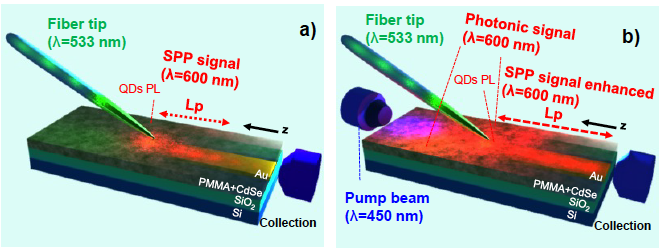 Fiber tip
(λ=533 nm)
a)
SPP signal
(λ=600 nm)
QDs PL
Lp
z
Au
PMMA+CdSe
SiO2
Si
Collection
Fiber tip
(λ=533 nm)
Photonic signal
(λ=600 nm)
b)
QDs PL
SPP signal enhanced
(λ=600 nm)
Lp
z
Au
PMMA+CdSe
SiO2
Si
Pump beam
(λ=450 nm)
Collection